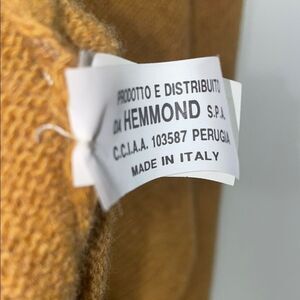 PRODOTTO E DISTRIBUITO
DA HEMMOND S.P.A.
C.C.I.A.A. 103587 PERUGIA
MADE IN ITALY